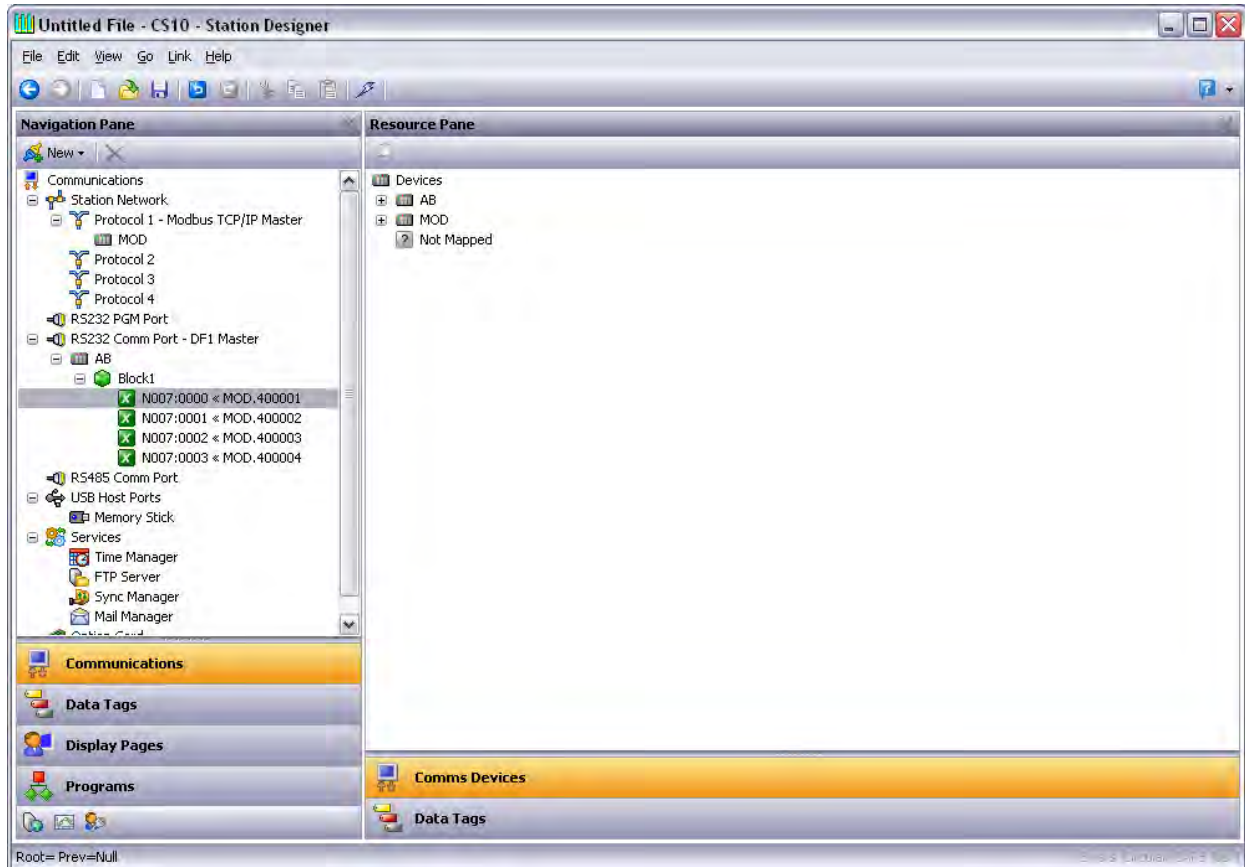 Untitled File - CS10 - Station Designer
File Edit View Go Link Help
Navigation Pane
New
Communications
Station Network
Protocol 1 - Modbus TCP/IP Master
MOD
Protocol 2
Protocol 3
Protocol 4
RS232 PGM Port
RS232 Comm Port - DF1 Master
AB
Block1
N007:0000 « MOD.400001
N007:0001 « MOD.400002
N007:0002 « MOD.400003
N007:0003 « MOD.400004
RS485 Comm Port
USB Host Ports
Memory Stick
Services
Time Manager
FTP Server
Sync Manager
Mail Manager
Communications
Data Tags
Display Pages
Programs
Resource Pane
Devices
AB
MOD
Not Mapped
Comms Devices
Data Tags
Root= Prev=Null